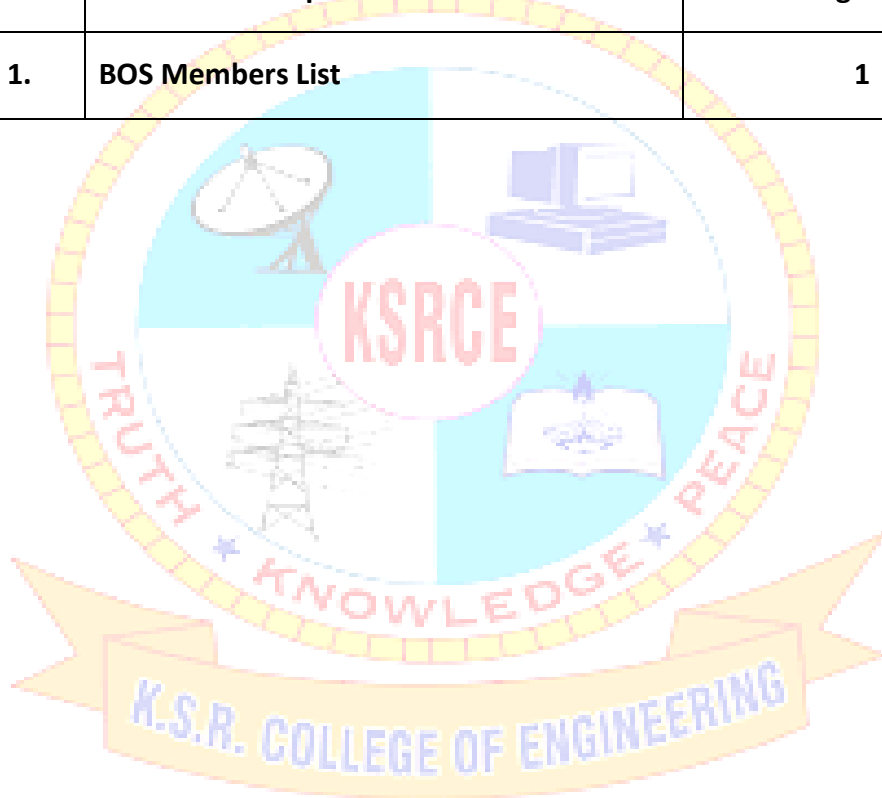 1. BOS Members List 1
KSRCE
TRUTH * KNOWLEDGE * PEACE
K.S.R. COLLEGE OF ENGINEERING